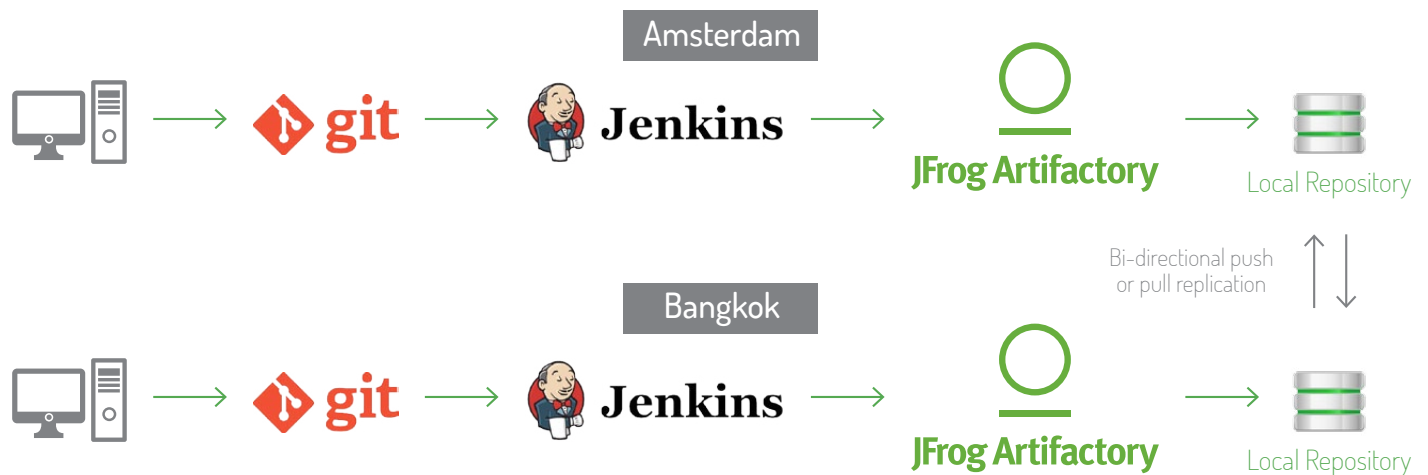 Amsterdam
git
Jenkins
JFrog Artifactory
Local Repository
Bi-directional push
or pull replication
Bangkok
git
Jenkins
JFrog Artifactory
Local Repository